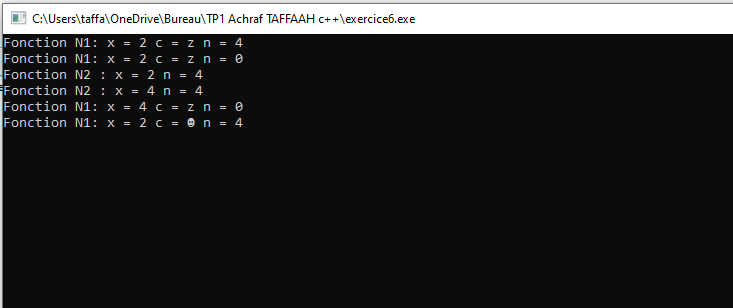 C:\Users\taffa\OneDrive\Bureau\TP1 Achraf TAFFAAH c++\exercice6.exe
Fonction N1: x = 2 c = z n = 4
Fonction N1: x = 2 c = z n = 0
Fonction N2 : x = 2 n = 4
Fonction N2 : x = 4 n = 4
Fonction N1: x = 4 c = z n = 0
Fonction N1: x = 2 c = ☻ n = 4